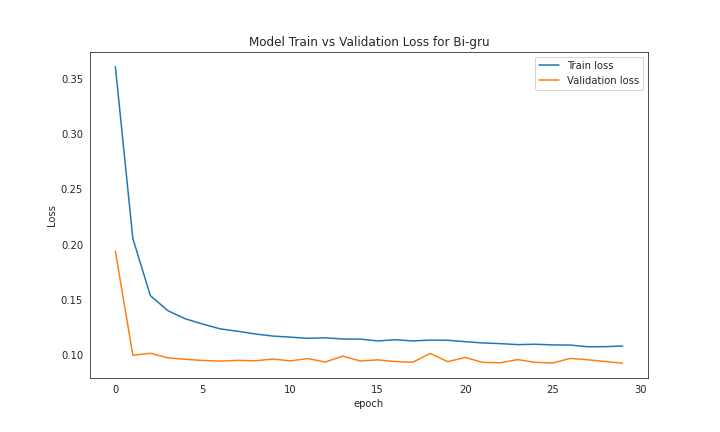 Model Train vs Validation Loss for Bi-gru
Train loss
Validation loss
0.35
0.30
0.25
0.20
0.15
0.10
Loss
0 5 10 15 20 25 30
epoch